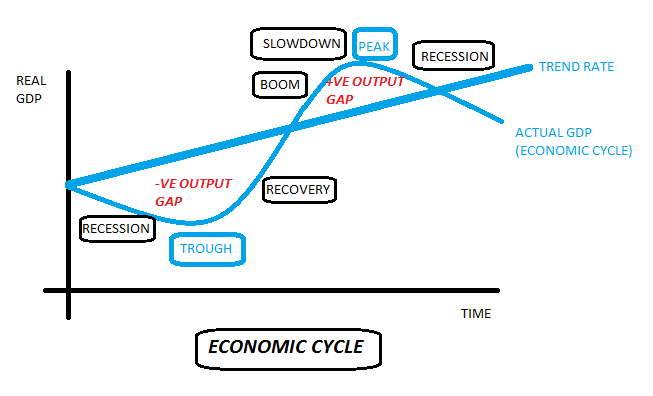 SLOWDOWN
PEAK
RECESSION
REAL
GDP
TREND RATE
BOOM
+VE OUTPUT
GAP
ACTUAL GDP
(ECONOMIC CYCLE)
-VE OUTPUT
GAP
RECOVERY
RECESSION
TROUGH
TIME
ECONOMIC CYCLE